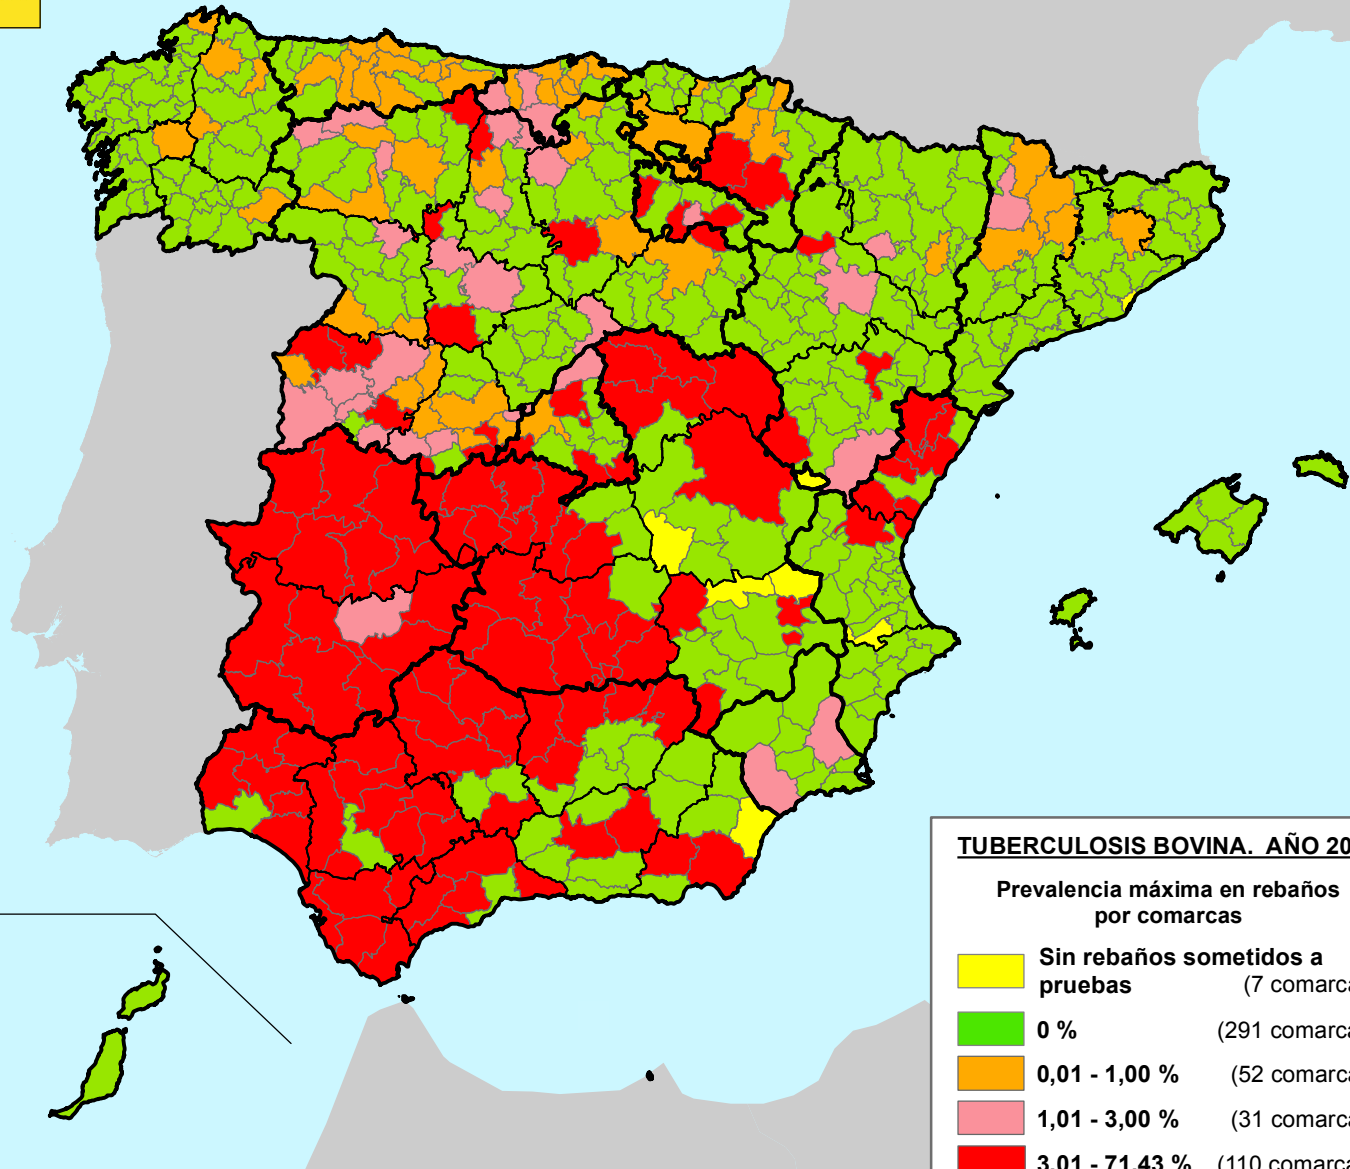 TUBERCULOSIS BOVINA. AÑO 20
Prevalencia máxima en rebaños
por comarcas
Sin rebaños sometidos a
pruebas (7 comarca
0 % (291 comarca
0,01 - 1,00 % (52 comarca
1,01 - 3,00 % (31 comarca
3,01 - 71,43 % (110 comarca